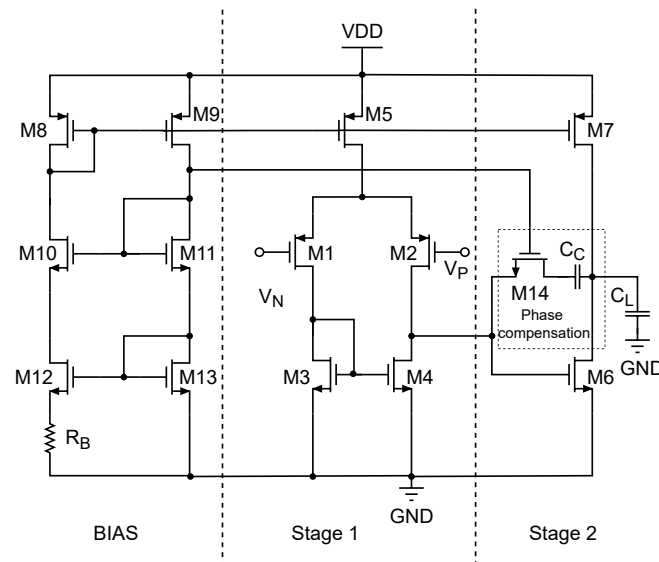 VDD
M8
M9
M5
M7
M10
M11
M1
M2
V_N
V_P
C_C
C_L
M14
Phase
compensation
GND
M12
M13
M3
M4
M6
R_B
GND
BIAS
Stage 1
Stage 2